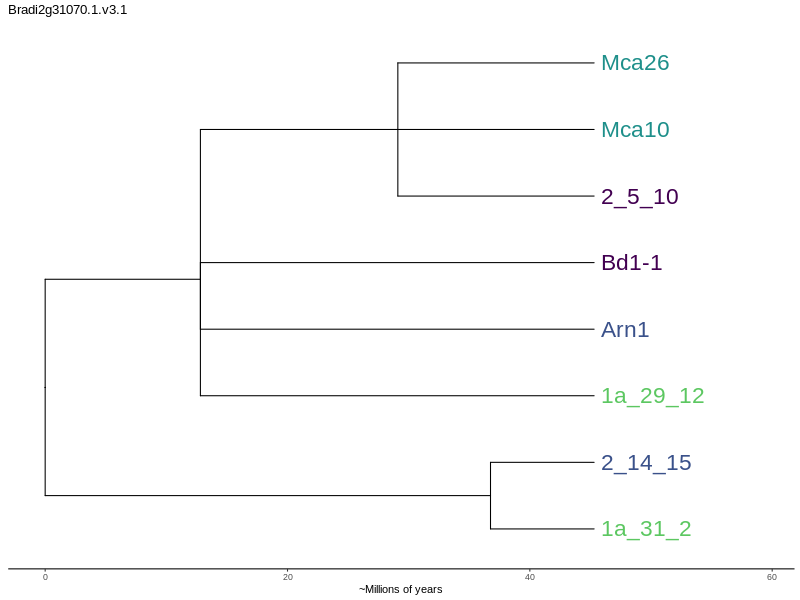 Bradi2g31070.1.v3.1
Mca26
Mca10
2_5_10
Bd1-1
Arn1
1a_29_12
2_14_15
1a_31_2
0 20 40 60
~Millions of years